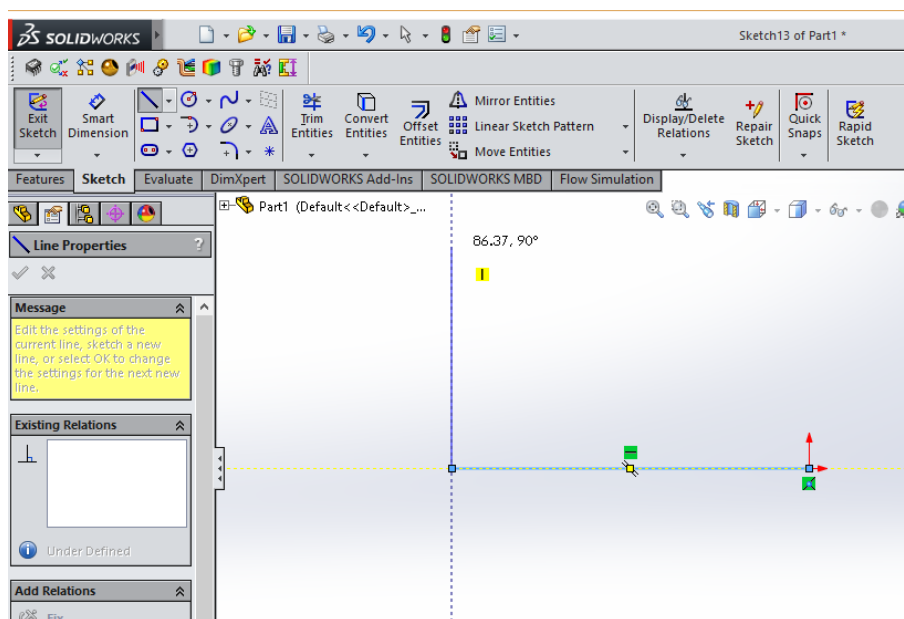 SOLIDWORKS
Sketch13 of Part1 *
Exit Sketch
Smart Dimension
Trim Entities
Convert Entities
Offset Entities
Mirror Entities
Linear Sketch Pattern
Move Entities
Display/Delete Relations
Repair Sketch
Quick Snaps
Rapid Sketch
Features
Sketch
Evaluate
DimXpert
SOLIDWORKS Add-Ins
SOLIDWORKS MBD
Flow Simulation
Part1 (Default<<Default>_...
86.37, 90°
Line Properties
?
Message
Edit the settings of the
current line, sketch a new
line, or select OK to change
the settings for the next new
line.
Existing Relations
Under Defined
Add Relations
Fix